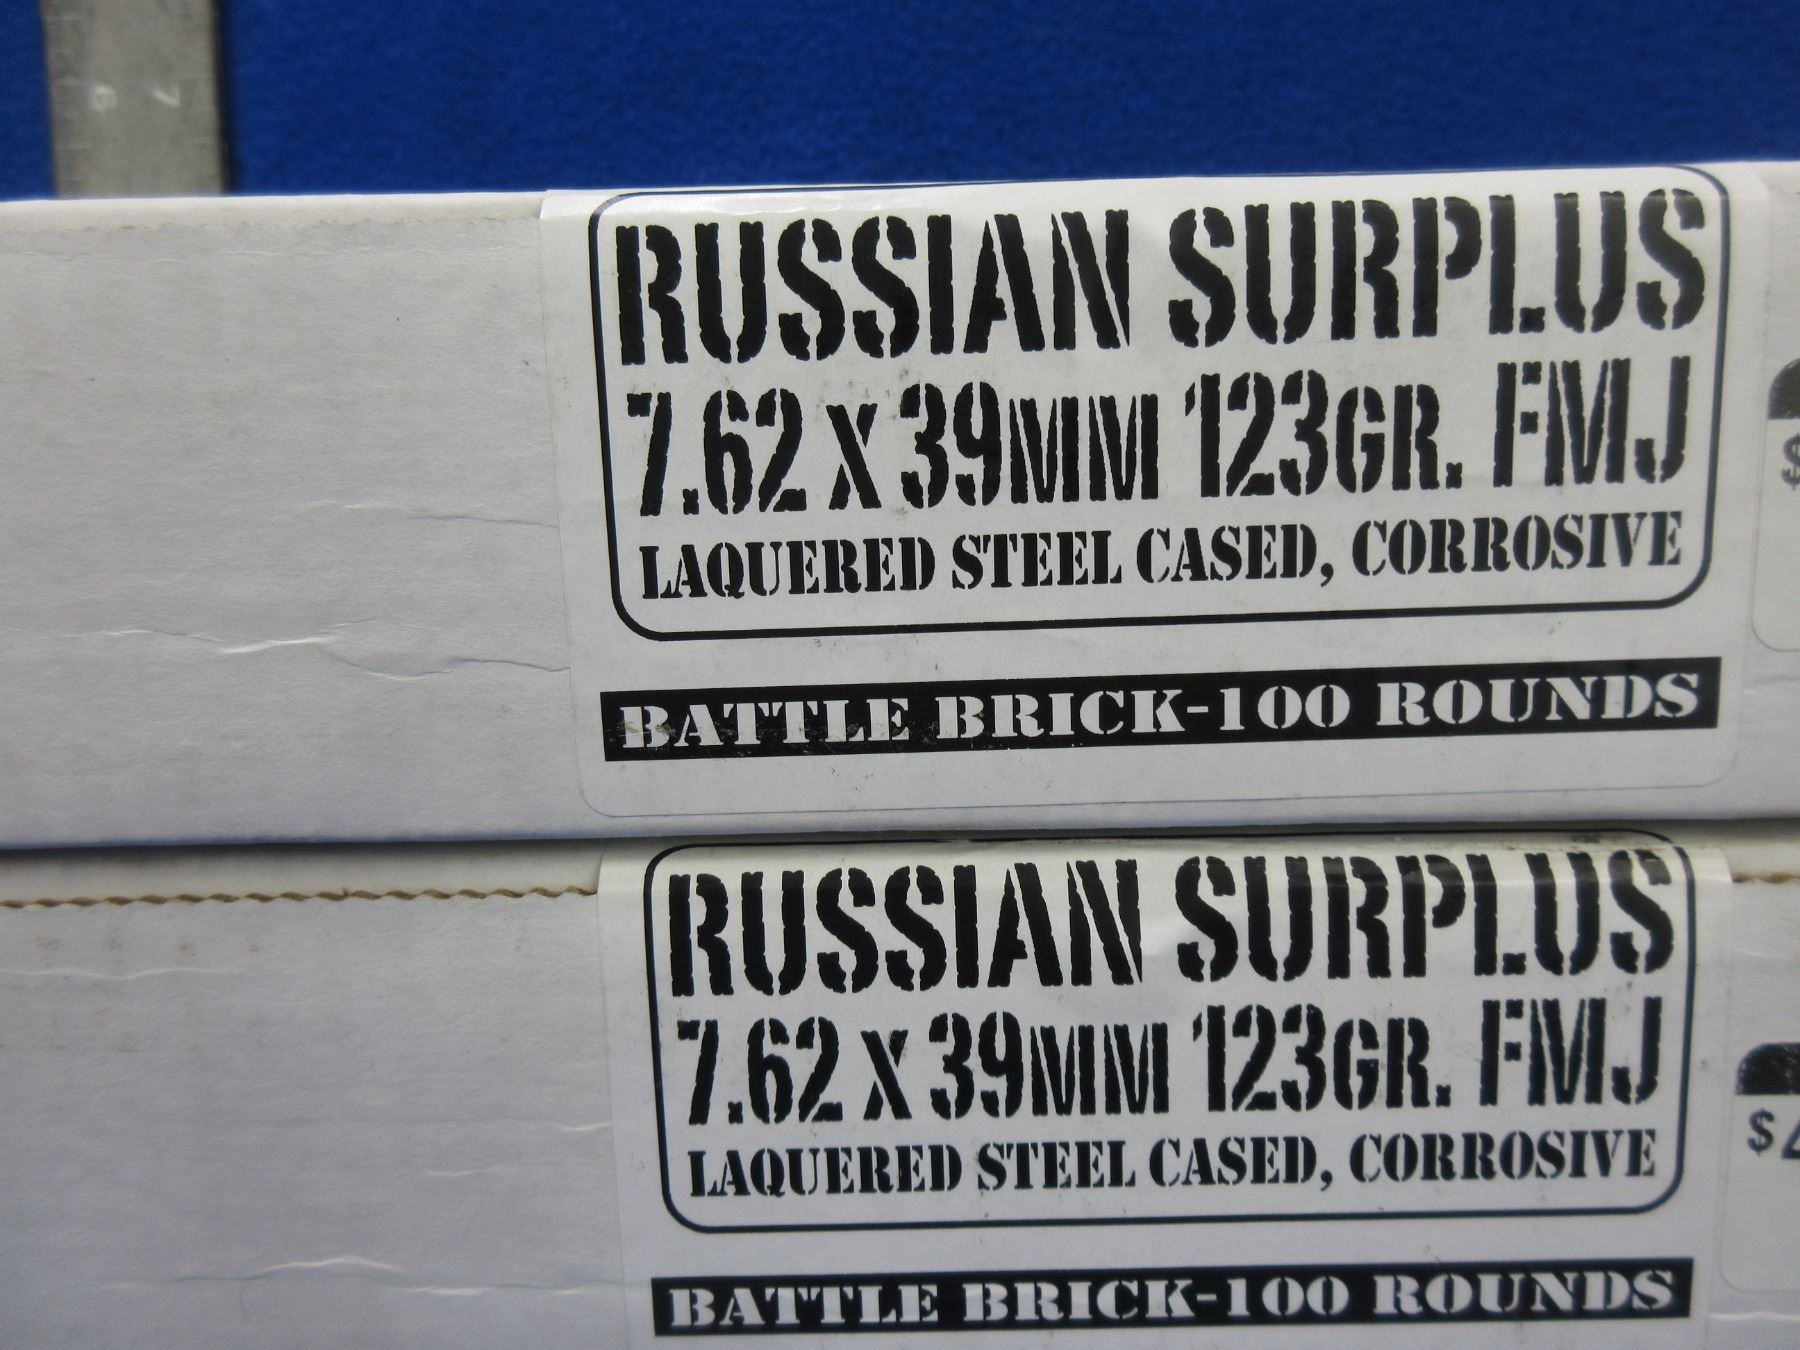 RUSSIAN SURPLUS
7.62 X 39MM 123GR. FMJ
LAQUERED STEEL CASED, CORROSIVE
BATTLE BRICK-100 ROUNDS
$
RUSSIAN SURPLUS
7.62 X 39MM 123GR. FMJ
LAQUERED STEEL CASED, CORROSIVE
BATTLE BRICK-100 ROUNDS
$